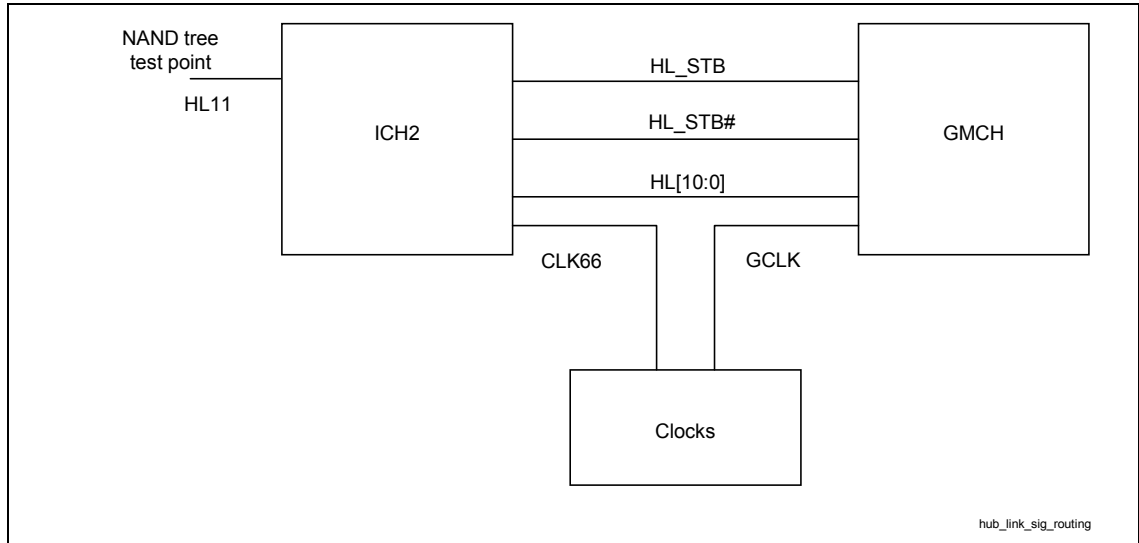 NAND tree
test point
HL11
ICH2
HL_STB
HL_STB#
HL[10:0]
GMCH
CLK66
GCLK
Clocks
hub_link_sig_routing